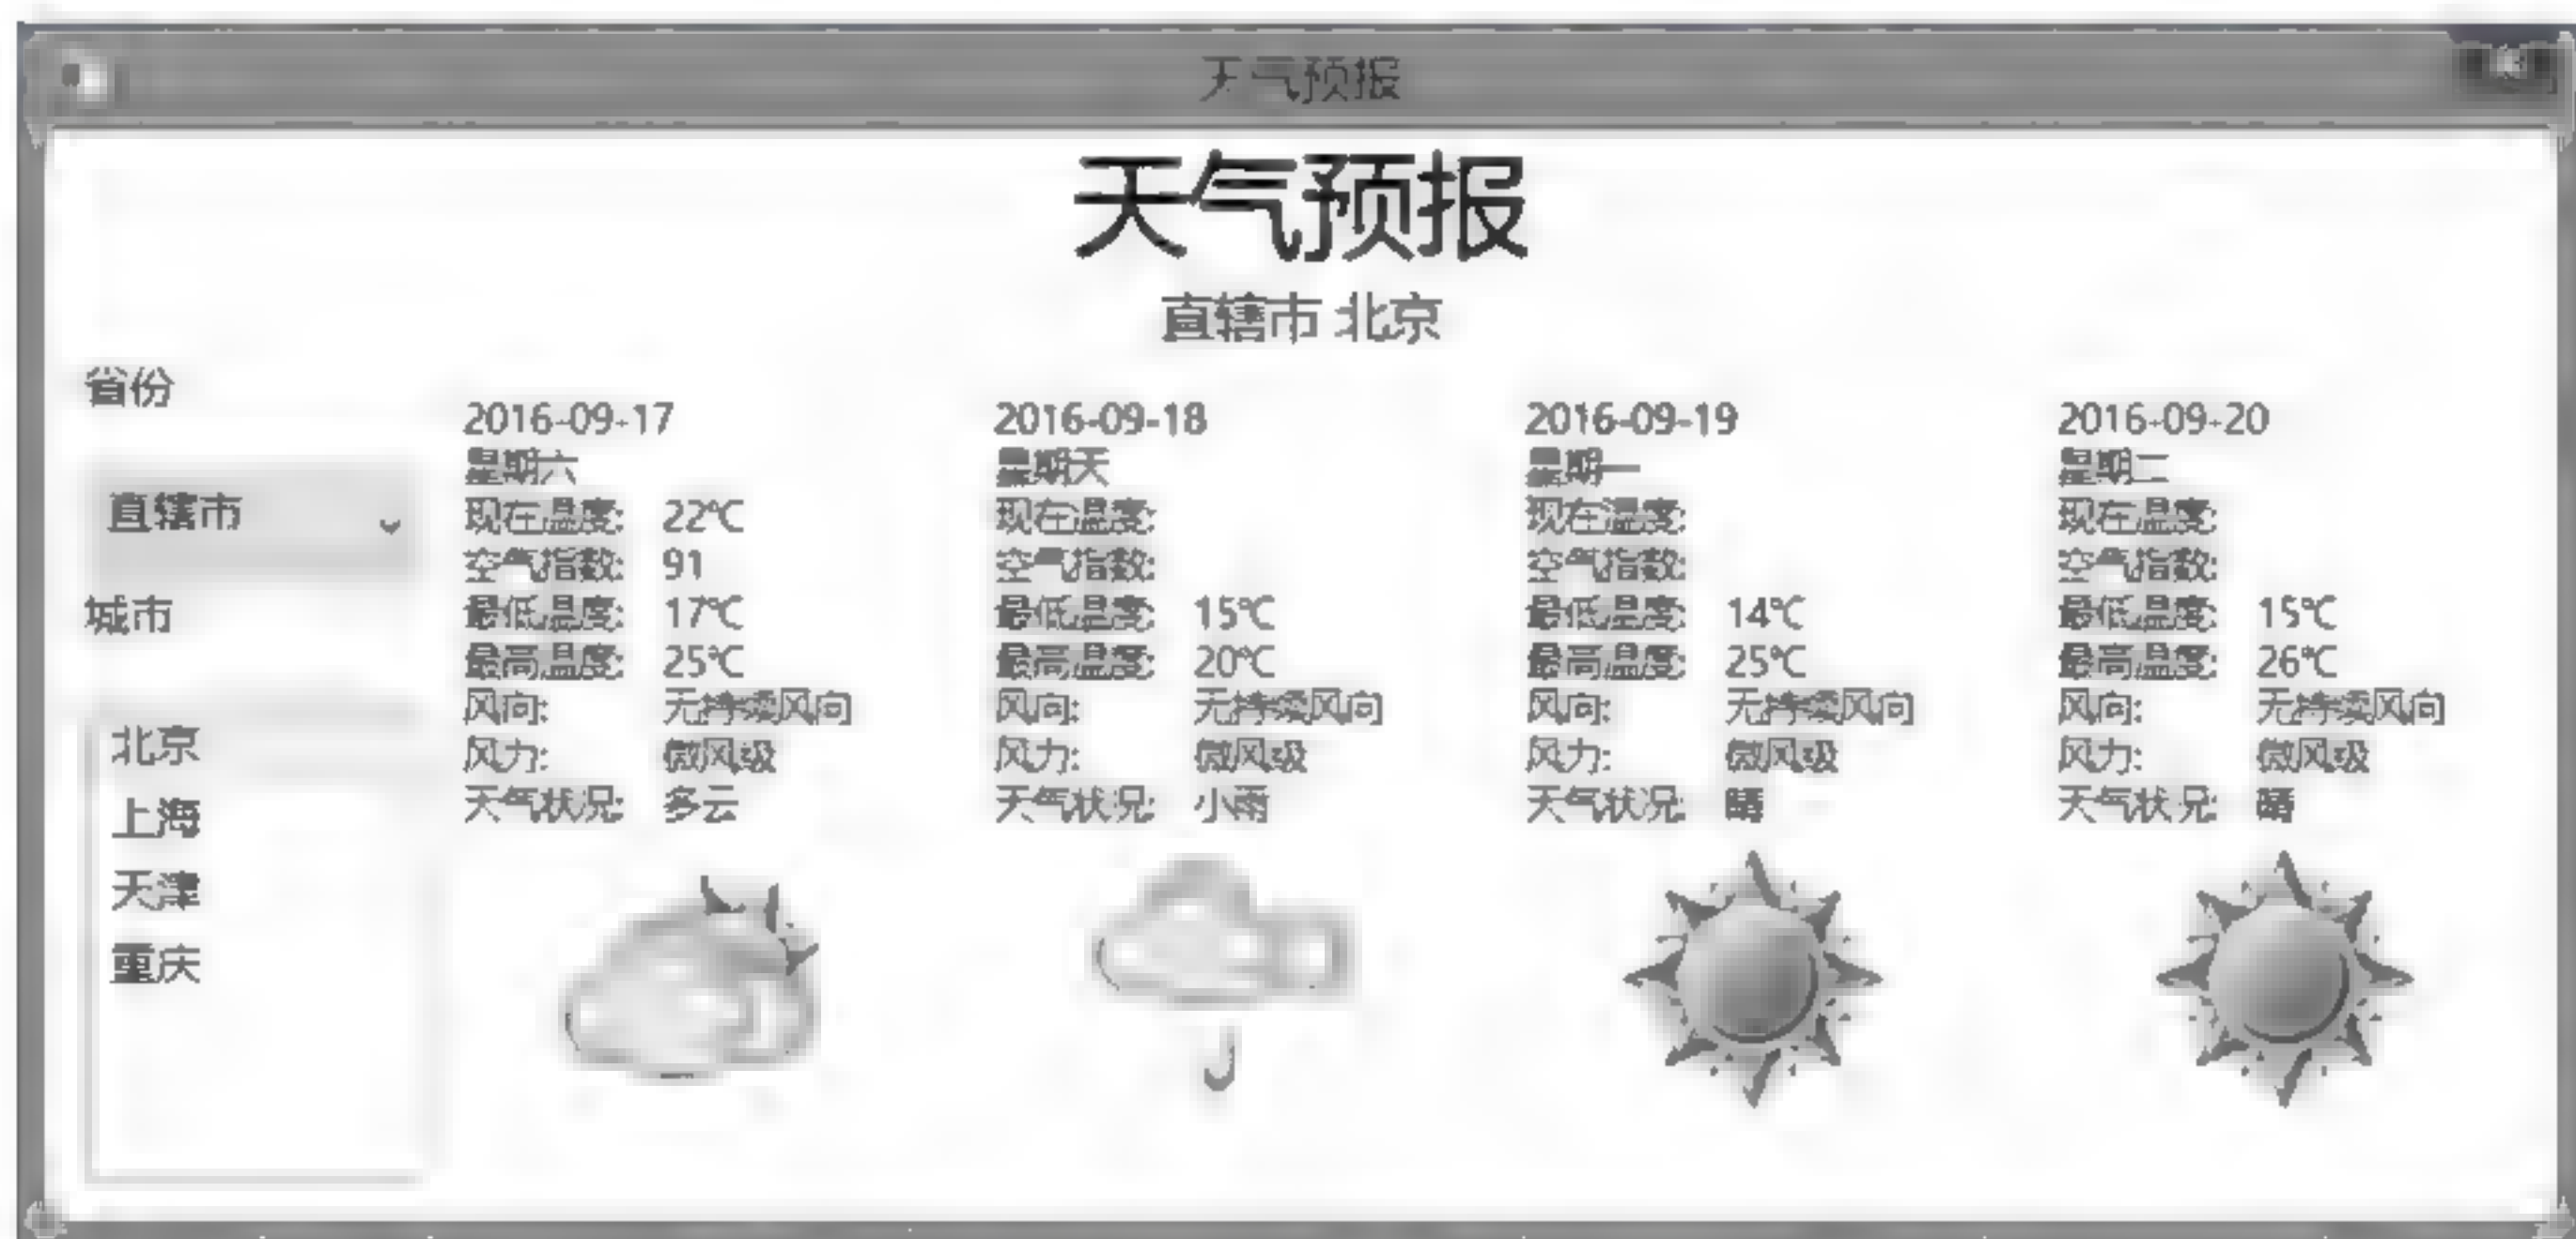 天气预报
天气预报
直辖市 北京
省份
直辖市
城市
北京
上海
天津
重庆
2016-09-17
星期六
现在温度: 22℃
空气指数: 91
最低温度: 17℃
最高温度: 25℃
风向: 无持续风向
风力: 微风级
天气状况: 多云
2016-09-18
星期天
现在温度:
空气指数:
最低温度: 15℃
最高温度: 20℃
风向: 无持续风向
风力: 微风级
天气状况: 小雨
2016-09-19
星期一
现在温度:
空气指数:
最低温度: 14℃
最高温度: 25℃
风向: 无持续风向
风力: 微风级
天气状况: 晴
2016-09-20
星期二
现在温度:
空气指数:
最低温度: 15℃
最高温度: 26℃
风向: 无持续风向
风力: 微风级
天气状况: 晴